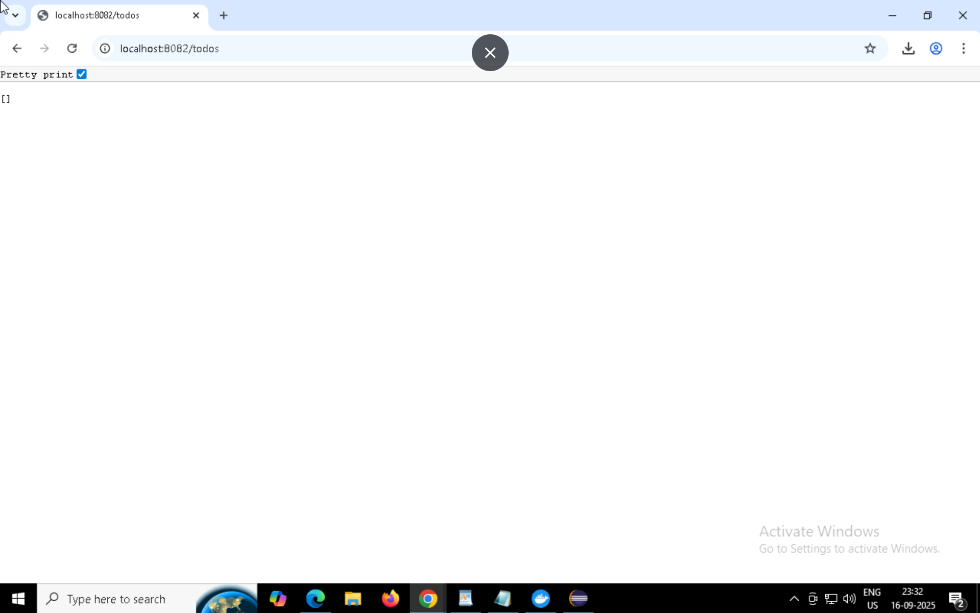 localhost:8082/todos
localhost:8082/todos
Pretty print
[]
Activate Windows
Go to Settings to activate Windows.
Type here to search
ENG
US
23:32
16-09-2025
2